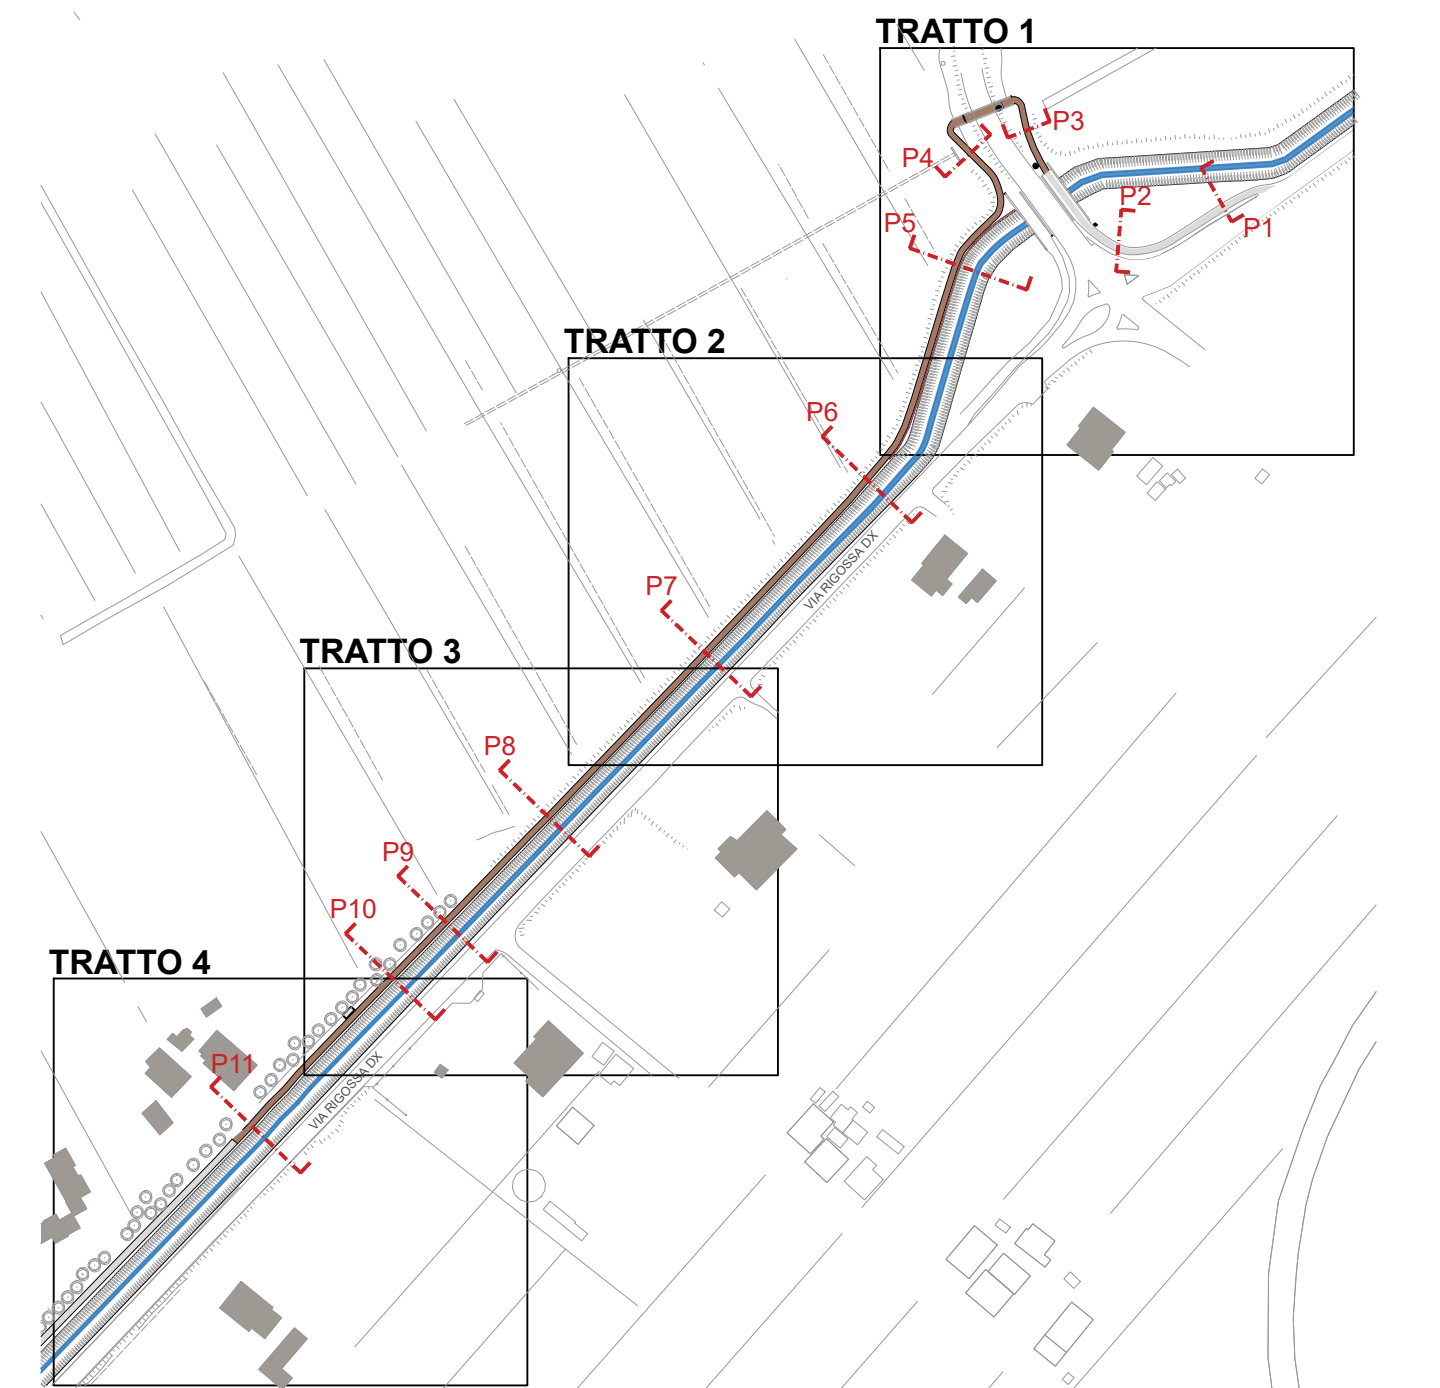 TRATTO 1
P3
P4
P2
P5
P1
TRATTO 2
P6
VIA RIGOSSA DX
P7
TRATTO 3
P8
P9
P10
TRATTO 4
P11
VIA RIGOSSA DX